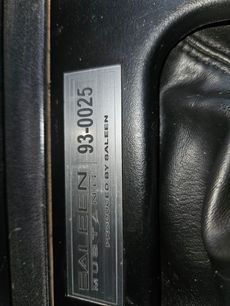 SALEEN
MUSTANG
93-0025
PRODUCED BY SALEEN